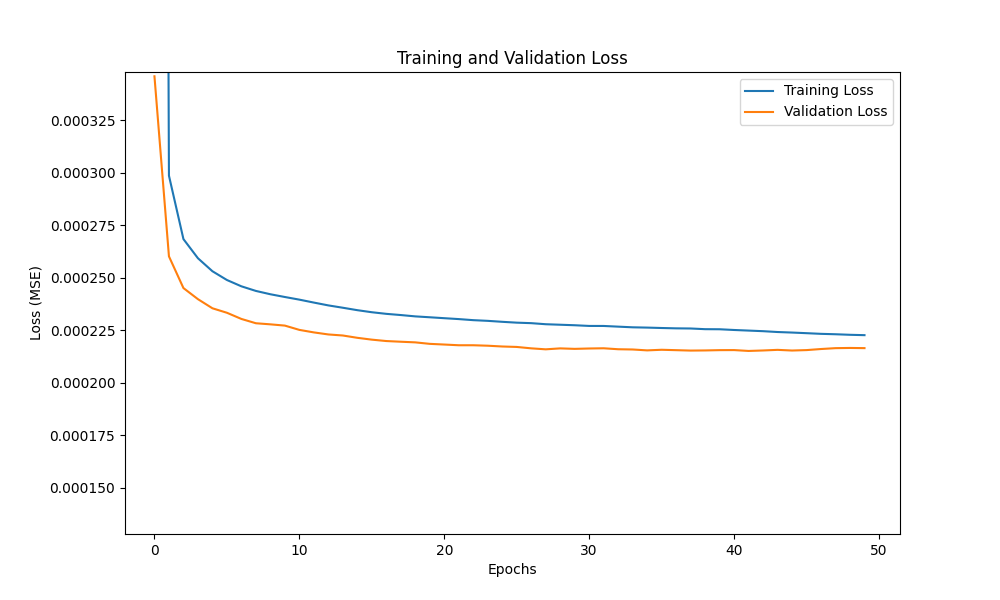 Training and Validation Loss
Training Loss
Validation Loss
0.000325
0.000300
0.000275
0.000250
0.000225
0.000200
0.000175
0.000150
Loss (MSE)
0 10 20 30 40 50
Epochs